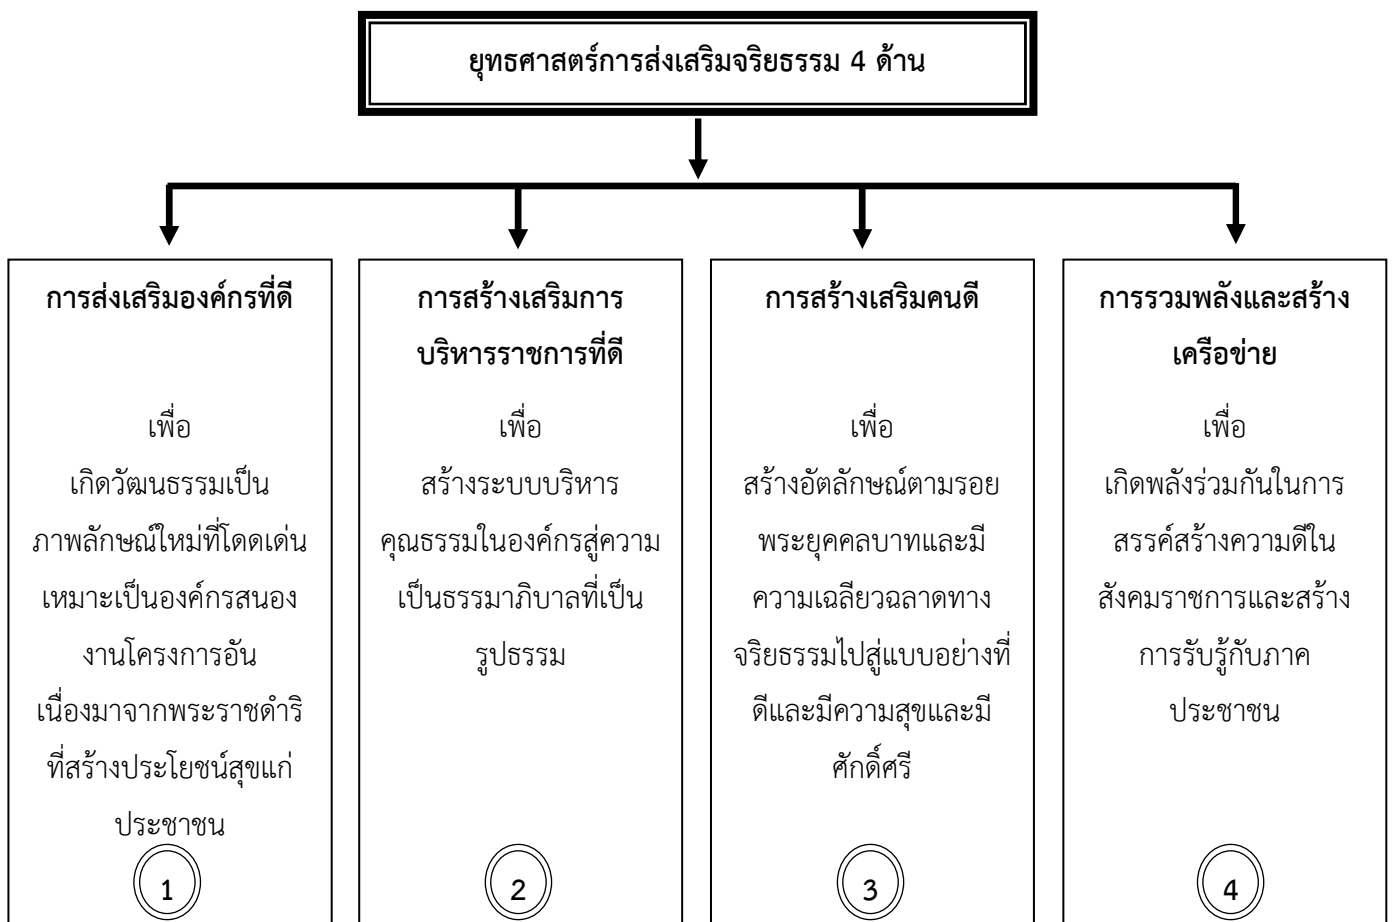 ยุทธศาสตร์การส่งเสริมจริยธรรม 4 ด้าน
การส่งเสริมองค์กรที่ดี
เพื่อ
เกิดวัฒนธรรมเป็น
ภาพลักษณ์ใหม่ที่โดดเด่น
เหมาะเป็นองค์กรสนอง
งานโครงการอัน
เนื่องมาจากพระราชดำริ
ที่สร้างประโยชน์สุขแก่
ประชาชน
1
การสร้างเสริมการ
บริหารราชการที่ดี
เพื่อ
สร้างระบบบริหาร
คุณธรรมในองค์กรสู่ความ
เป็นธรรมาภิบาลที่เป็น
รูปธรรม
2
การสร้างเสริมคนดี
เพื่อ
สร้างอัตลักษณ์ตามรอย
พระยุคคลบาทและมี
ความเฉลียวฉลาดทาง
จริยธรรมไปสู่แบบอย่างที่
ดีและมีความสุขและมี
ศักดิ์ศรี
3
การรวมพลังและสร้าง
เครือข่าย
เพื่อ
เกิดพลังร่วมกันในการ
สรรค์สร้างความดีใน
สังคมราชการและสร้าง
การรับรู้กับภาค
ประชาชน
4